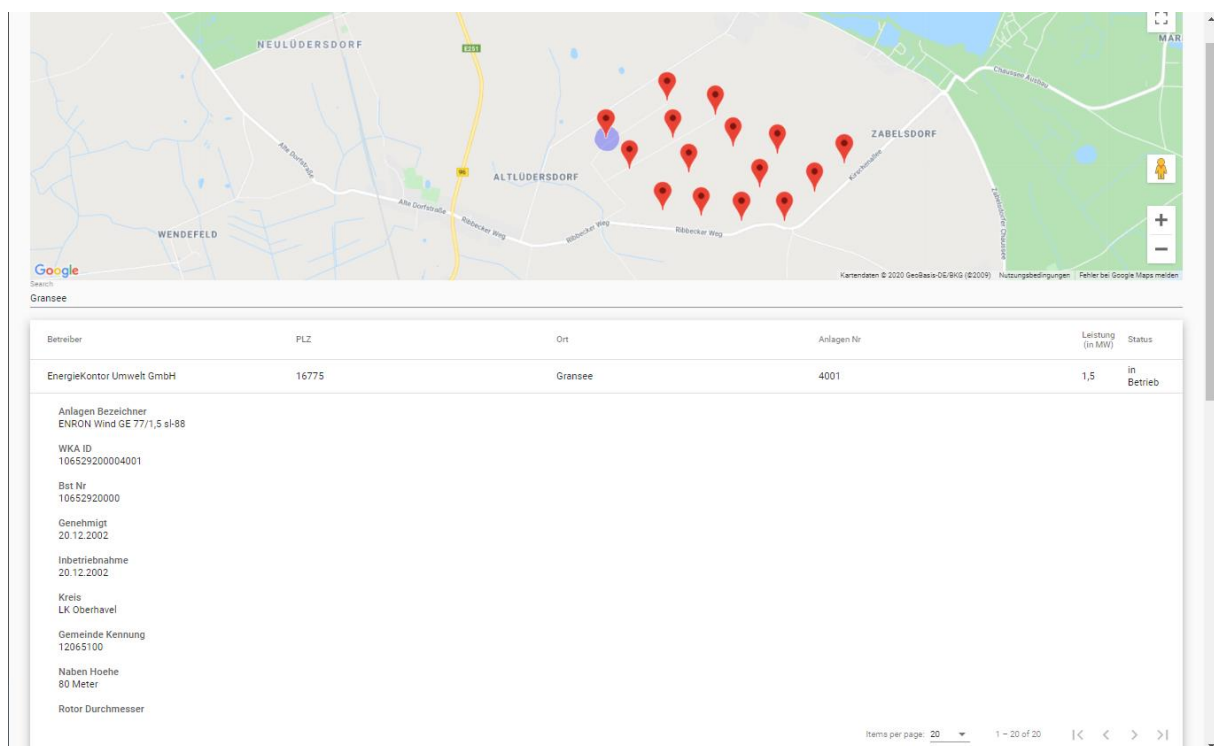 NEULÜDERSDORF
E251
MAR
Chaussee Ausbau
ZABELSDORF
Alte Dorfstraße
96
ALTLÜDERSDORF
Kirschenallee
Alte Dorfstraße
Zabelsdorfer Chaussee
Ribbecker Weg
Ribbecker Weg
Ribbecker Weg
WENDEFELD
Google
Kartendaten © 2020 GeoBasis-DE/BKG (©2009) Nutzungsbedingungen Fehler bei Google Maps melden
Search
Gransee
Betreiber PLZ Ort Anlagen Nr Leistung (in MW) Status
EnergieKontor Umwelt GmbH 16775 Gransee 4001 1,5 in Betrieb
Anlagen Bezeichner
ENRON Wind GE 77/1,5 sl-88
WKA ID
106529200004001
Bst Nr
10652920000
Genehmigt
20.12.2002
Inbetriebnahme
20.12.2002
Kreis
LK Oberhavel
Gemeinde Kennung
12065100
Naben Hoehe
80 Meter
Rotor Durchmesser
Items per page: 20 1 – 20 of 20